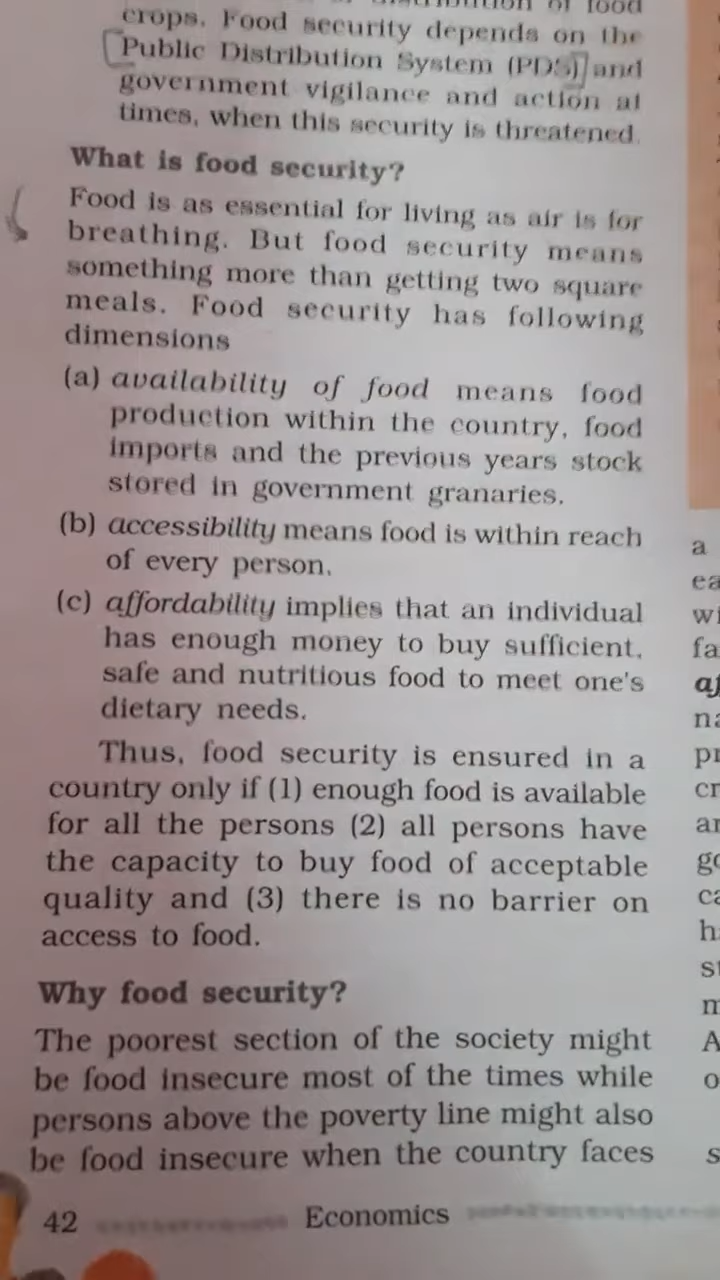 of food
crops. Food security depends on the
Public Distribution System (PDS) and
government vigilance and action at
times, when this security is threatened.
What is food security?
Food is as essential for living as air is for
breathing. But food security means
something more than getting two square
meals. Food security has following
dimensions
(a) availability of food means food
production within the country, food
imports and the previous years stock
stored in government granaries.
(b) accessibility means food is within reach
of every person.
(c) affordability implies that an individual
has enough money to buy sufficient,
safe and nutritious food to meet one's
dietary needs.
Thus, food security is ensured in a
country only if (1) enough food is available
for all the persons (2) all persons have
the capacity to buy food of acceptable
quality and (3) there is no barrier on
access to food.
Why food security?
The poorest section of the society might
be food insecure most of the times while
persons above the poverty line might also
be food insecure when the country faces
42 Economics